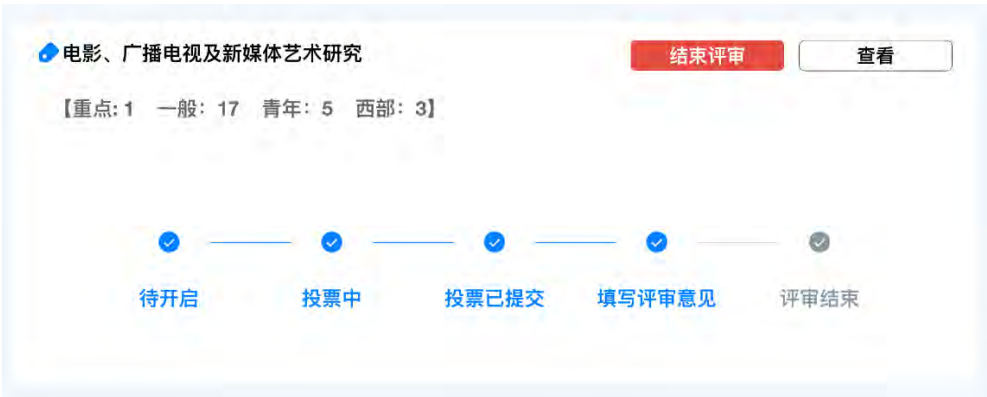 电影、广播电视及新媒体艺术研究 结束评审 查看
【重点: 1 一般：17 青年：5 西部：3】
待开启 投票中 投票已提交 填写评审意见 评审结束